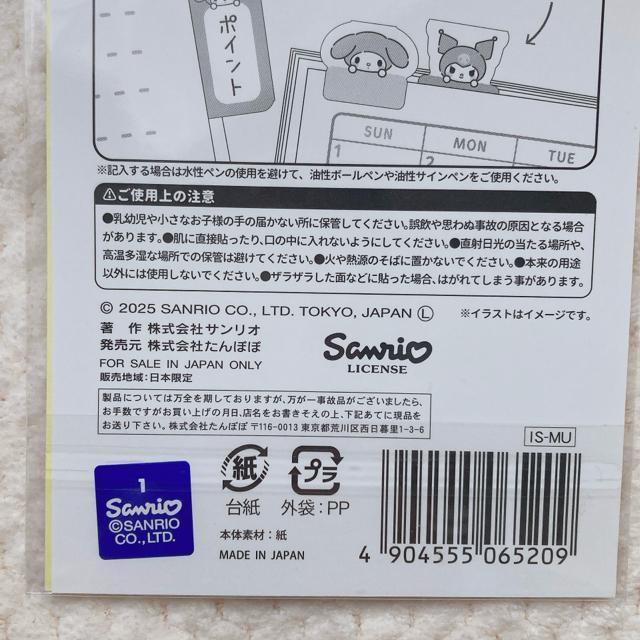 ポイント
SUN
MON
TUE
1
2
※記入する場合は水性ペンの使用を避けて、油性ボールペンや油性サインペンをご使用ください。
ご使用上の注意
●乳幼児や小さなお子様の手の届かない所に保管してください。誤飲や思わぬ事故の原因となる場合
があります。●肌に直接貼ったり、口の中に入れないようにしてください。●直射日光の当たる場所や、
高温多湿な場所での保管は避けてください。●火や熱源のそばに置かないでください。●本来の用途
以外には使用しないでください。●ザラザラした面などに貼った場合、はがれてしまう事があります。
© 2025 SANRIO CO., LTD. TOKYO, JAPAN Ⓛ
※イラストはイメージです。
著 作 株式会社サンリオ
発売元 株式会社たんぽぽ
FOR SALE IN JAPAN ONLY
販売地域:日本限定
Sanrio
LICENSE
製品については万全を期しておりますが、万が一事故品がございましたら、
お手数ですがお買い上げの月日、店名をお書きそえの上、下記あてに現品を
お送りください。株式会社たんぽぽ 〒116-0013 東京都荒川区西日暮里1-3-6
IS-MU
1
Sanrio
©SANRIO
CO., LTD.
紙
台紙
プラ
外袋:PP
本体素材:紙
MADE IN JAPAN
4 904555 065209